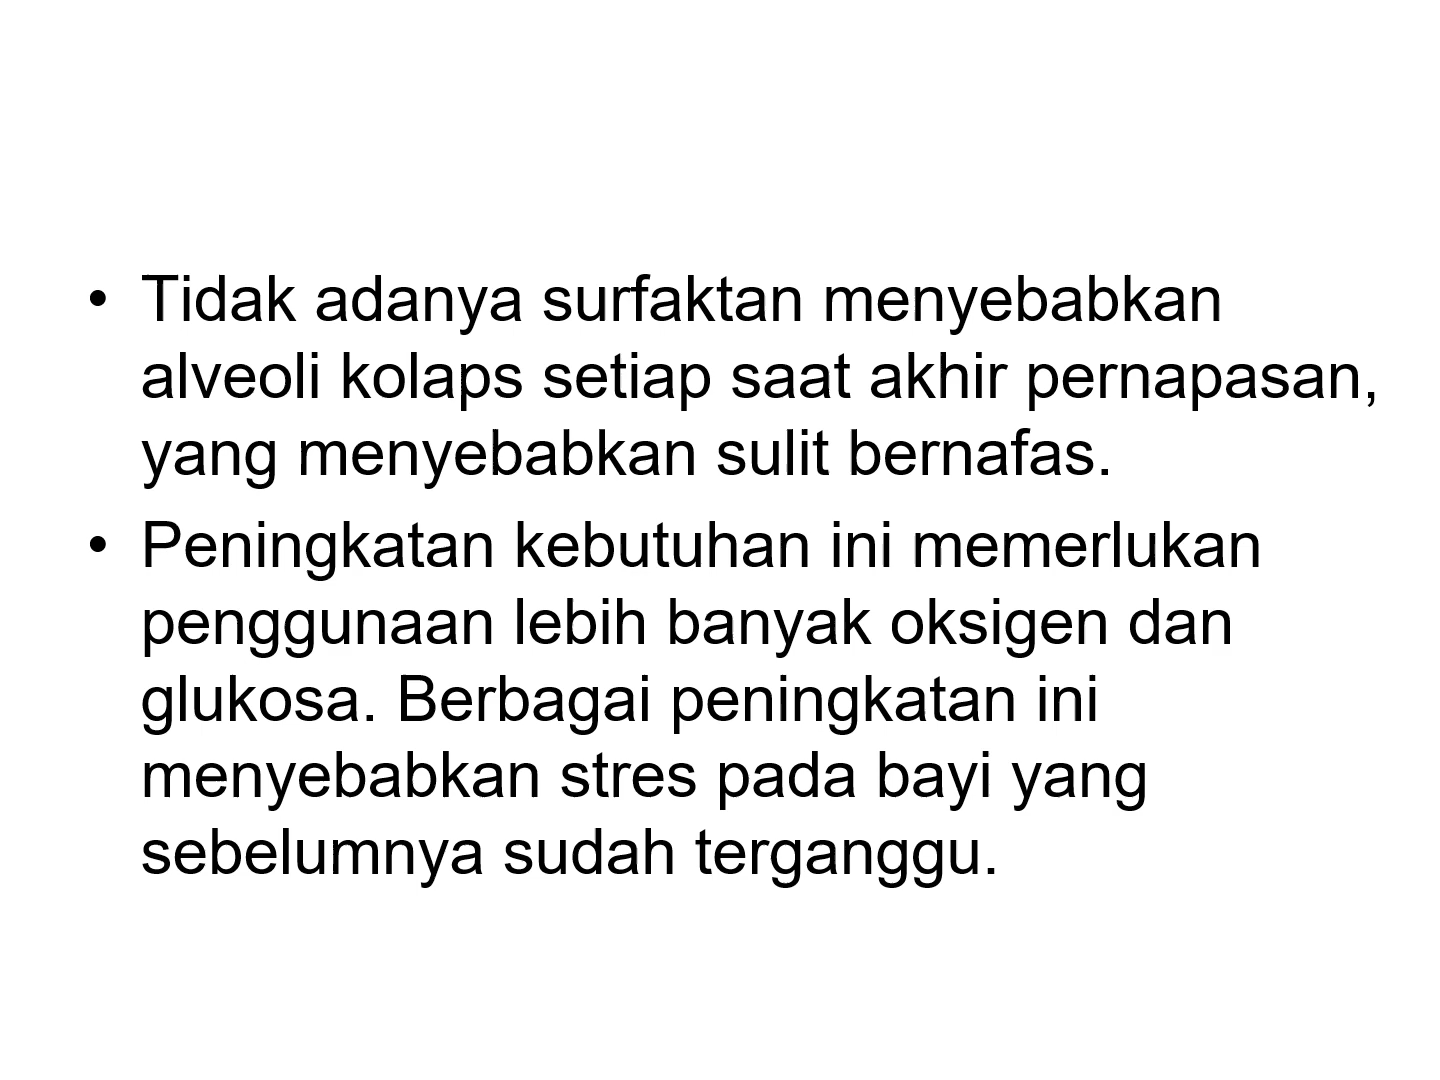 • Tidak adanya surfaktan menyebabkan
alveoli kolaps setiap saat akhir pernapasan,
yang menyebabkan sulit bernafas.
• Peningkatan kebutuhan ini memerlukan
penggunaan lebih banyak oksigen dan
glukosa. Berbagai peningkatan ini
menyebabkan stres pada bayi yang
sebelumnya sudah terganggu.